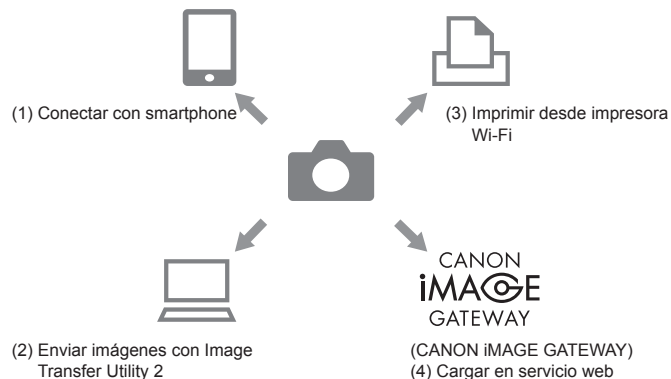 (1) Conectar con smartphone
(3) Imprimir desde impresora
Wi-Fi
(2) Enviar imágenes con Image
Transfer Utility 2
CANON
iMAGE
GATEWAY
(CANON iMAGE GATEWAY)
(4) Cargar en servicio web